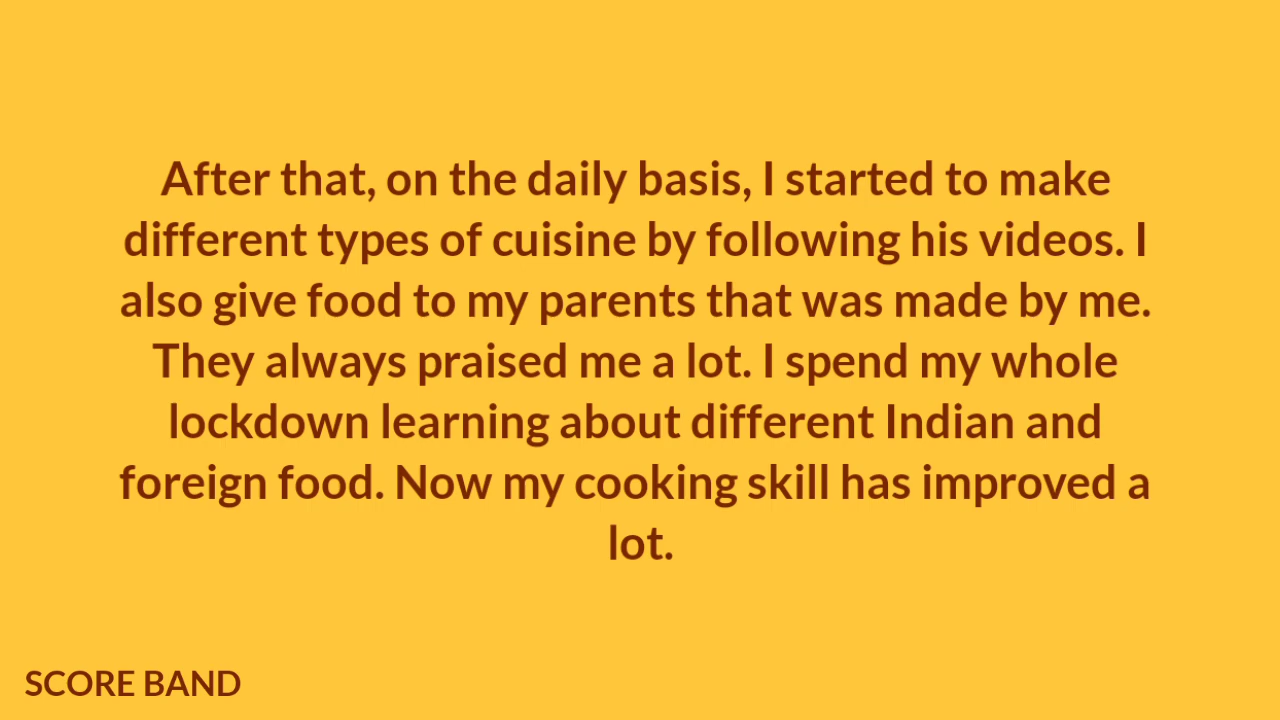 After that, on the daily basis, I started to make
different types of cuisine by following his videos. I
also give food to my parents that was made by me.
They always praised me a lot. I spend my whole
lockdown learning about different Indian and
foreign food. Now my cooking skill has improved a
lot.
SCORE BAND